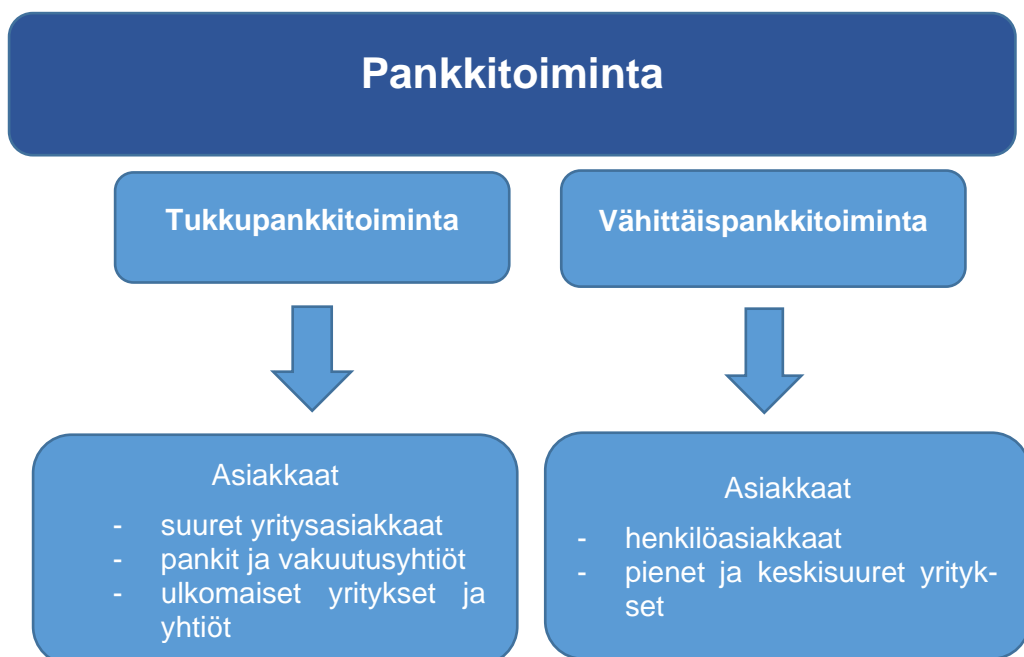 Pankkitoiminta
Tukkupankkitoiminta
Vähittäispankkitoiminta
Asiakkaat
- suuret yritysasiakkaat
- pankit ja vakuutusyhtiöt
- ulkomaiset yritykset ja
yhtiöt
Asiakkaat
- henkilöasiakkaat
- pienet ja keskisuuret yrityk-
set